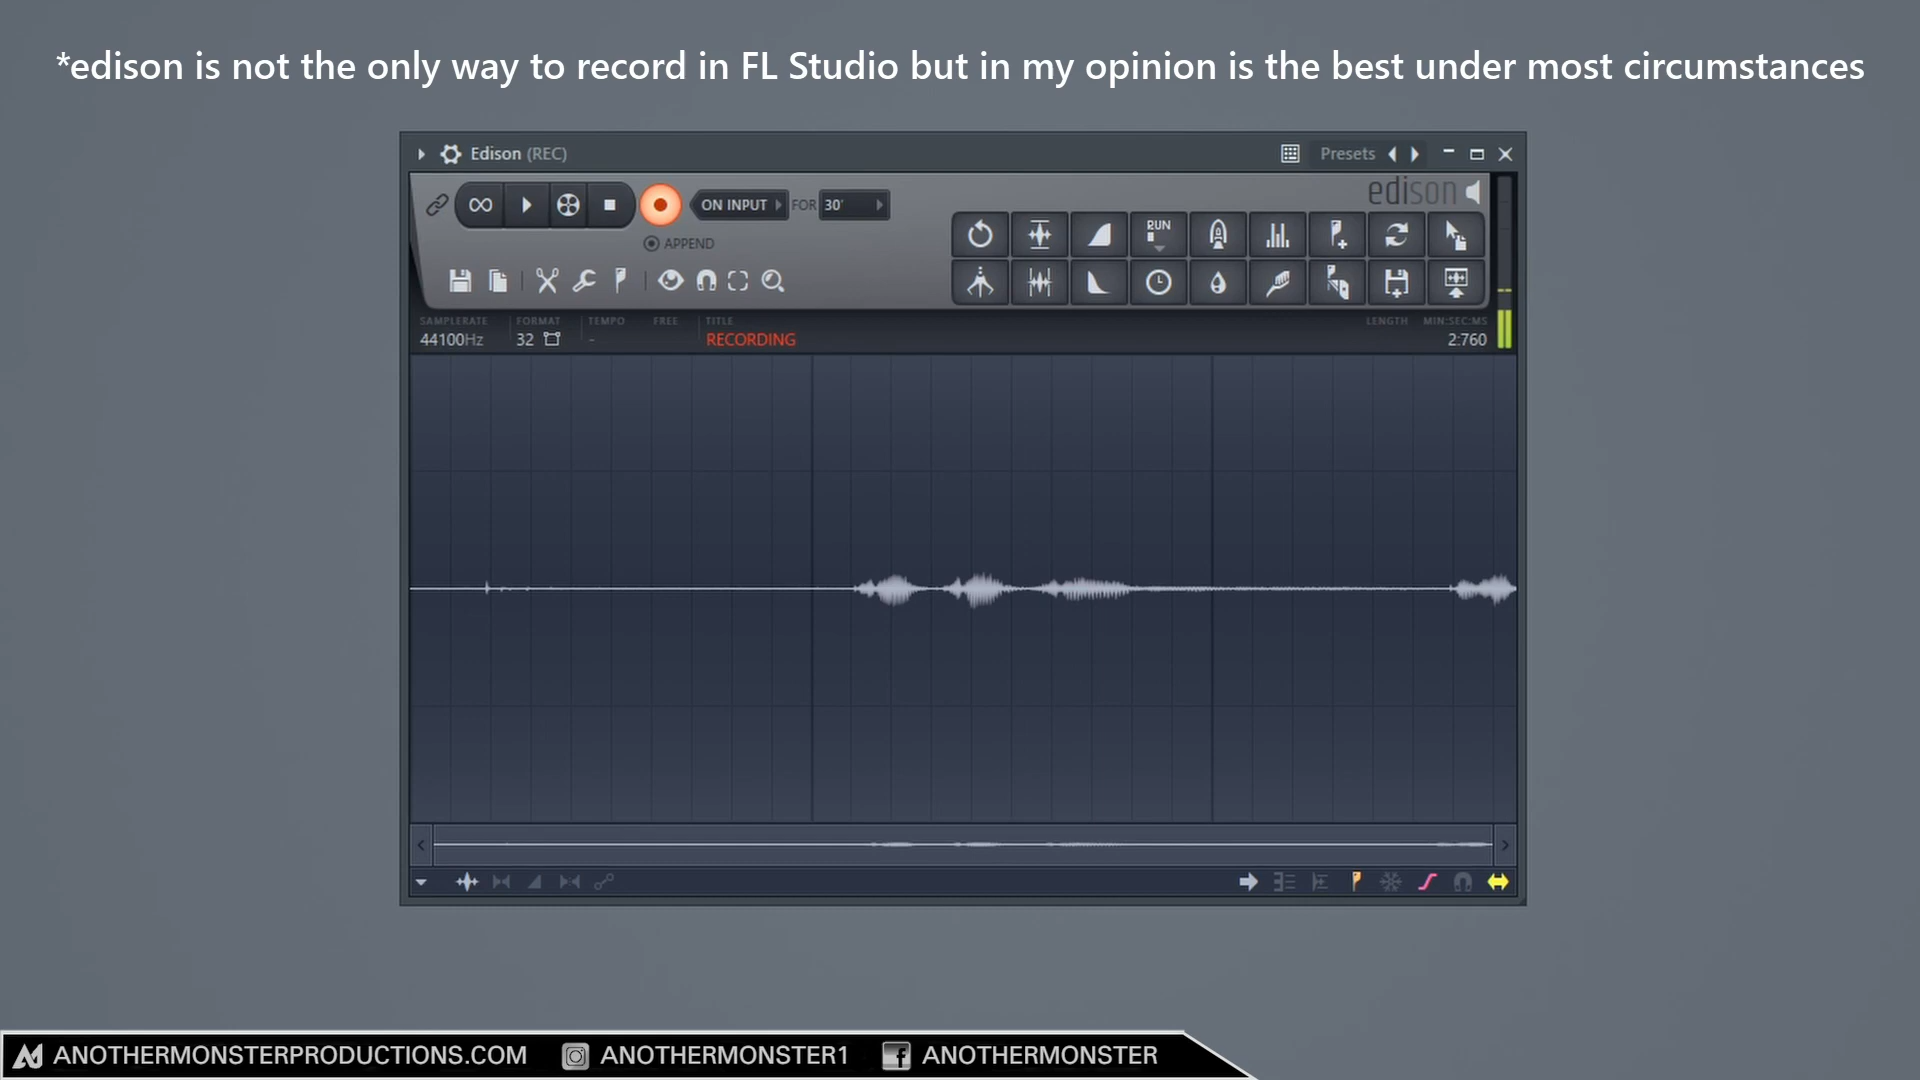 *edison is not the only way to record in FL Studio but in my opinion is the best under most circumstances
Edison (REC)
Presets
edison
ON INPUT
FOR
30'
RUN
APPEND
SAMPLERATE
FORMAT
TEMPO
FREE
TITLE
LENGTH
MIN:SEC:MS
44100Hz
32
-
RECORDING
2:760
ANOTHERMONSTERPRODUCTIONS.COM
ANOTHERMONSTER1
ANOTHERMONSTER